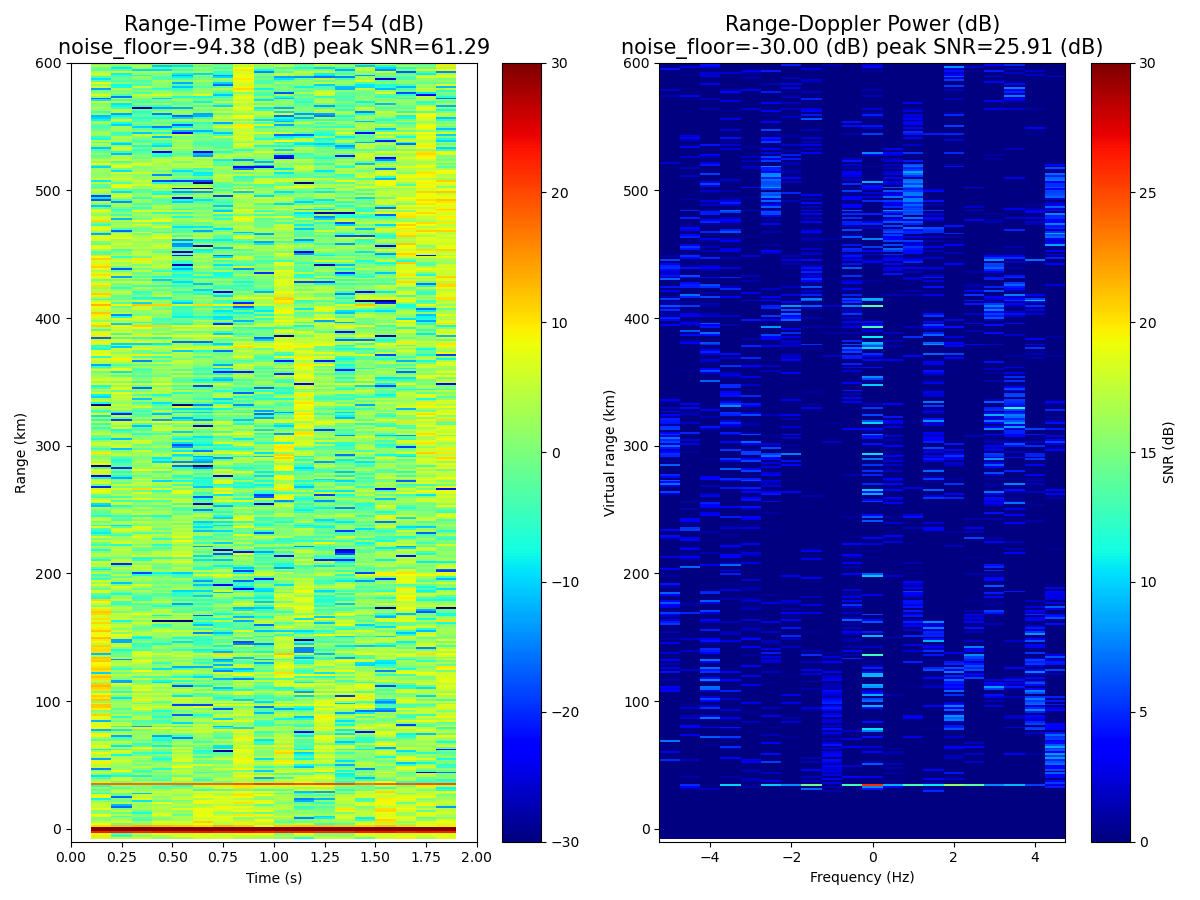 Range-Time Power f=54 (dB)
noise_floor=-94.38 (dB) peak SNR=61.29
Range (km)
600
500
400
300
200
100
0
0.00 0.25 0.50 0.75 1.00 1.25 1.50 1.75 2.00
Time (s)
30
20
10
0
−10
−20
−30
Range-Doppler Power (dB)
noise_floor=-30.00 (dB) peak SNR=25.91 (dB)
Virtual range (km)
600
500
400
300
200
100
0
−4 −2 0 2 4
Frequency (Hz)
30
25
20
15
10
5
0
SNR (dB)